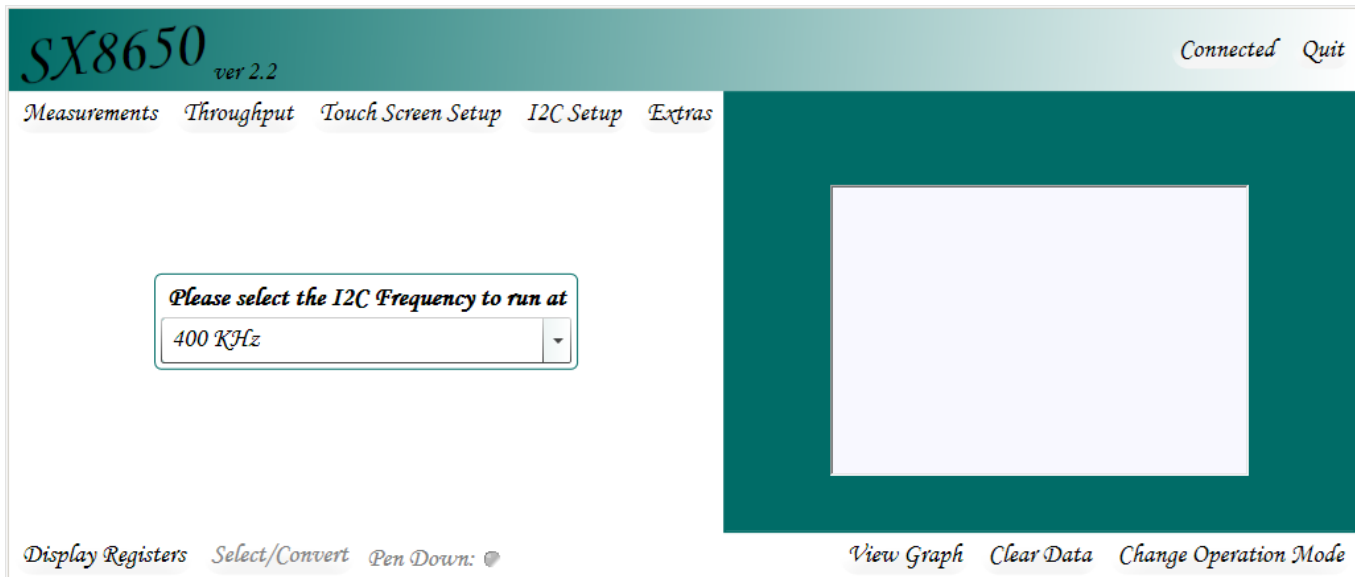 SX8650 ver 2.2
Connected Quit
Measurements Throughput Touch Screen Setup I2C Setup Extras
Please select the I2C Frequency to run at
400 KHz
Display Registers Select/Convert Pen Down:
View Graph Clear Data Change Operation Mode